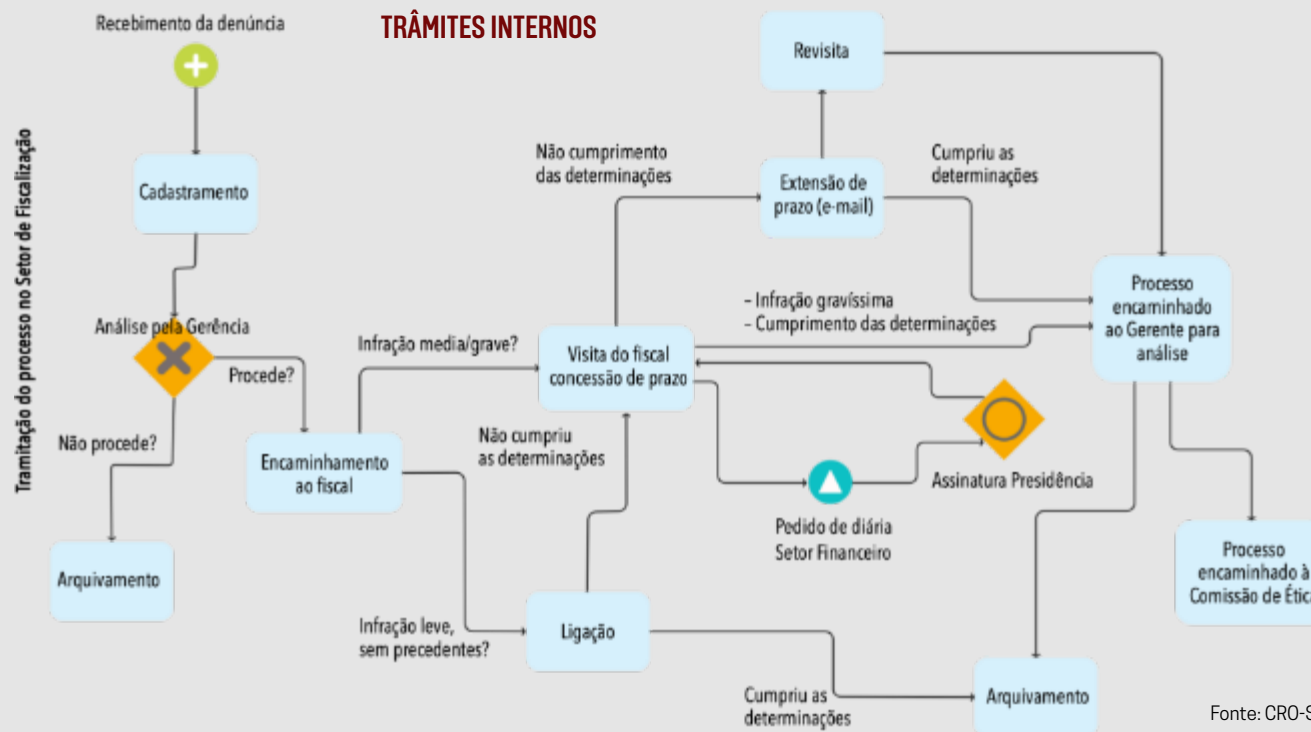 TRÂMITES INTERNOS
Tramitação do processo no Setor de Fiscalização
Recebimento da denúncia
Cadastramento
Análise pela Gerência
Procede?
Não procede?
Arquivamento
Encaminhamento
ao fiscal
Infração media/grave?
Infração leve,
sem precedentes?
Ligação
Não cumpriu
as determinações
Visita do fiscal
concessão de prazo
Não cumprimento
das determinações
Extensão de
prazo (e-mail)
Revisita
Cumpriu as
determinações
– Infração gravíssima
– Cumprimento das determinações
Pedido de diária
Setor Financeiro
Assinatura Presidência
Processo
encaminhado
ao Gerente para
análise
Processo
encaminhado à
Comissão de Ética
Cumpriu as
determinações
Arquivamento
Fonte: CRO-S